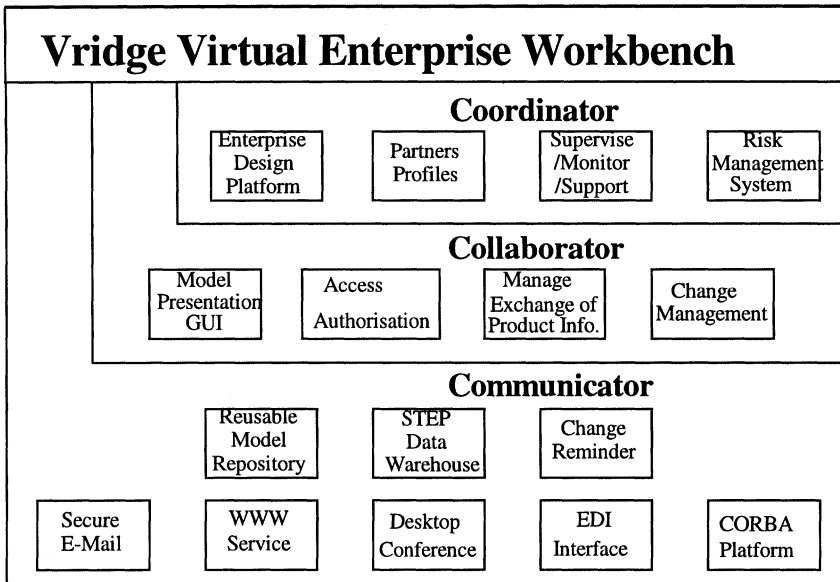 Vridge Virtual Enterprise Workbench
Coordinator
Enterprise
Design
Platform
Partners
Profiles
Supervise
/Monitor
/Support
Risk
Management
System
Collaborator
Model
Presentation
GUI
Access
Authorisation
Manage
Exchange of
Product Info.
Change
Management
Communicator
Reusable
Model
Repository
STEP
Data
Warehouse
Change
Reminder
Secure
E-Mail
WWW
Service
Desktop
Conference
EDI
Interface
CORBA
Platform